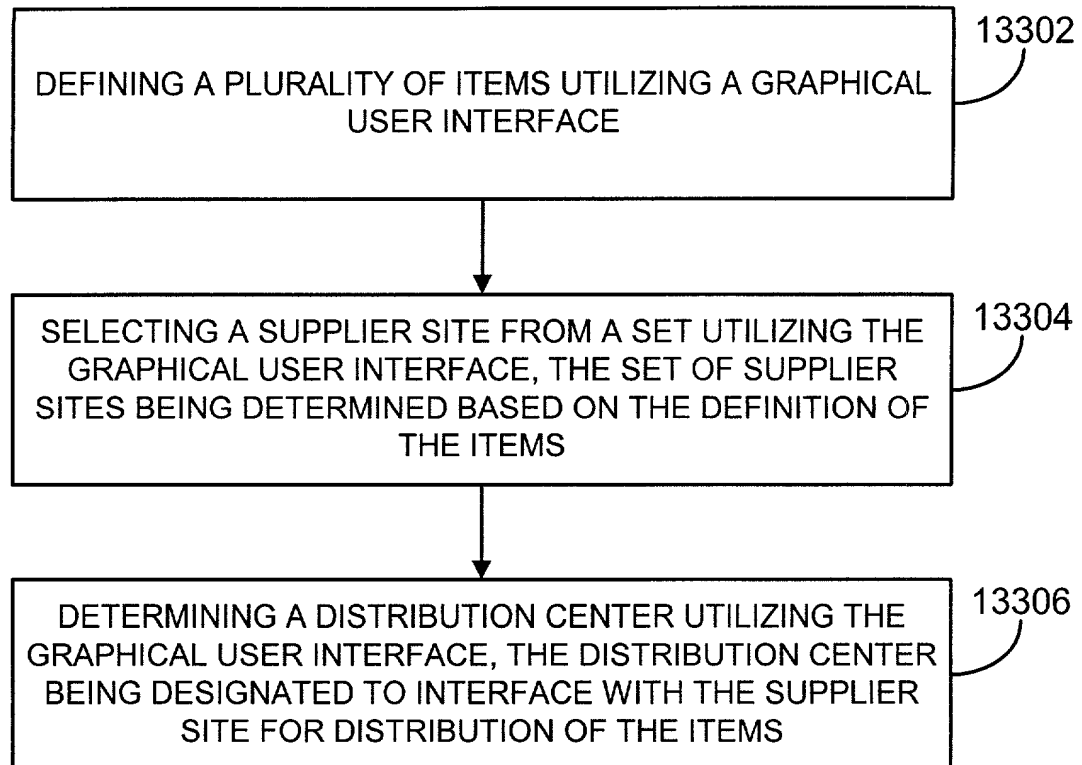 13302
DEFINING A PLURALITY OF ITEMS UTILIZING A GRAPHICAL
USER INTERFACE
13304
SELECTING A SUPPLIER SITE FROM A SET UTILIZING THE
GRAPHICAL USER INTERFACE, THE SET OF SUPPLIER
SITES BEING DETERMINED BASED ON THE DEFINITION OF
THE ITEMS
13306
DETERMINING A DISTRIBUTION CENTER UTILIZING THE
GRAPHICAL USER INTERFACE, THE DISTRIBUTION CENTER
BEING DESIGNATED TO INTERFACE WITH THE SUPPLIER
SITE FOR DISTRIBUTION OF THE ITEMS